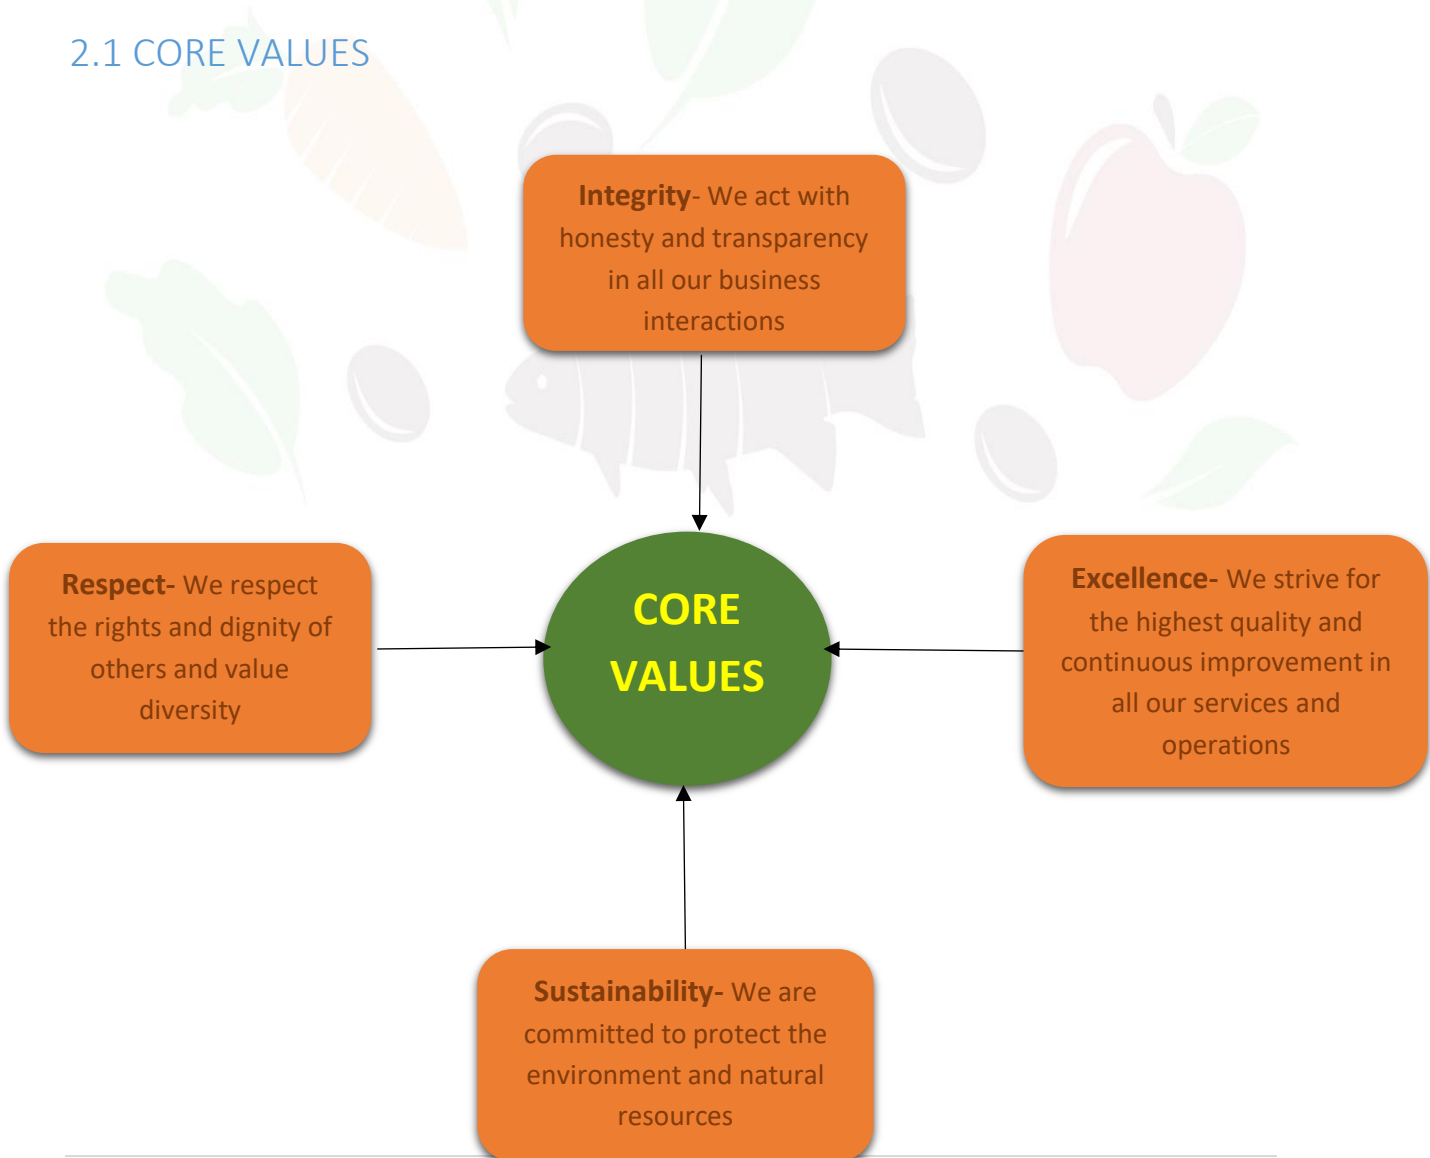 2.1 CORE VALUES
Integrity- We act with
honesty and transparency
in all our business
interactions
Respect- We respect
the rights and dignity of
others and value
diversity
CORE
VALUES
Excellence- We strive for
the highest quality and
continuous improvement in
all our services and
operations
Sustainability- We are
committed to protect the
environment and natural
resources